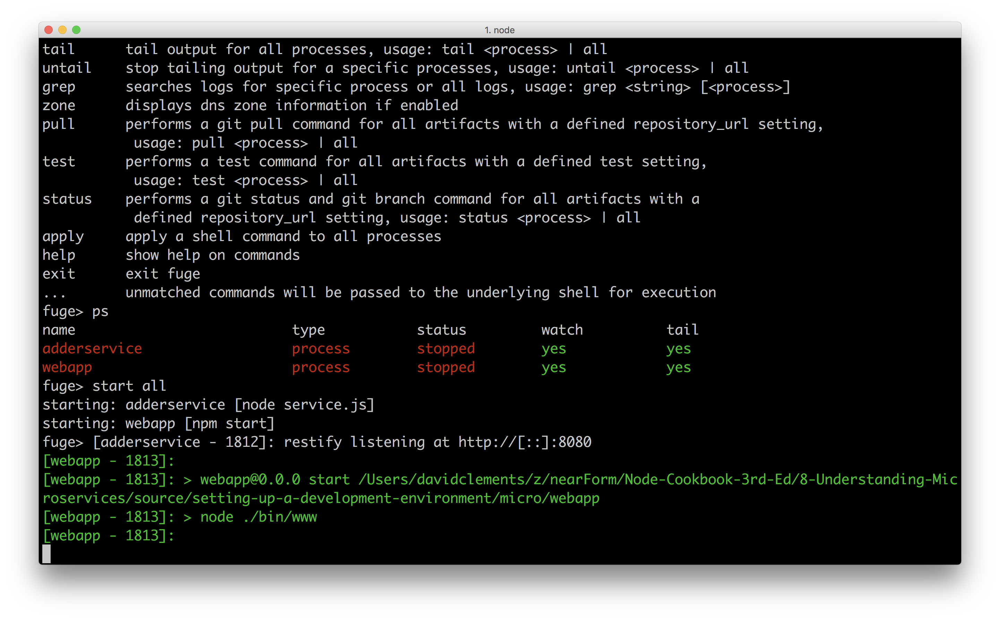 1. node
tail      tail output for all processes, usage: tail <process> | all
untail    stop tailing output for a specific processes, usage: untail <process> | all
grep      searches logs for specific process or all logs, usage: grep <string> [<process>]
zone      displays dns zone information if enabled
pull      performs a git pull command for all artifacts with a defined repository_url setting,
           usage: pull <process> | all
test      performs a test command for all artifacts with a defined test setting,
           usage: test <process> | all
status    performs a git status and git branch command for all artifacts with a
           defined repository_url setting, usage: status <process> | all
apply     apply a shell command to all processes
help      show help on commands
exit      exit fuge
...       unmatched commands will be passed to the underlying shell for execution
fuge> ps
name                          type           status         watch          tail
adderservice                  process        stopped        yes            yes
webapp                        process        stopped        yes            yes
fuge> start all
starting: adderservice [node service.js]
starting: webapp [npm start]
fuge> [adderservice - 1812]: restify listening at http://[::]:8080
[webapp - 1813]:
[webapp - 1813]: > webapp@0.0.0 start /Users/davidclements/z/nearForm/Node-Cookbook-3rd-Ed/8-Understanding-Mic
roservices/source/setting-up-a-development-environment/micro/webapp
[webapp - 1813]: > node ./bin/www
[webapp - 1813]: